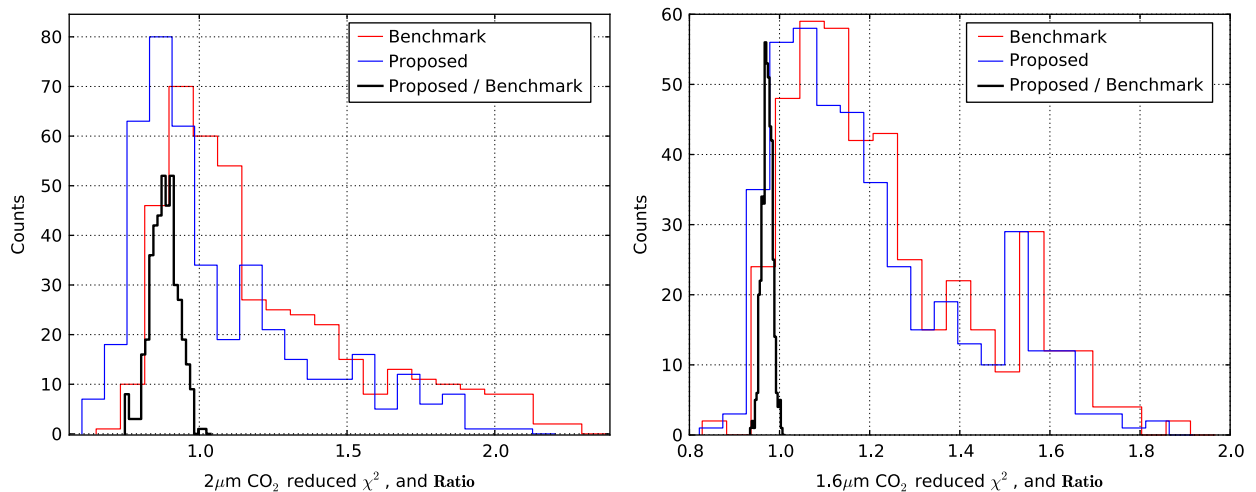 80
70
60
50
40
30
20
10
0
Counts
1.0
1.5
2.0
2μm CO₂ reduced χ² , and Ratio
Benchmark
Proposed
Proposed / Benchmark
60
50
40
30
20
10
0
Counts
0.8
1.0
1.2
1.4
1.6
1.8
2.0
1.6μm CO₂ reduced χ² , and Ratio
Benchmark
Proposed
Proposed / Benchmark